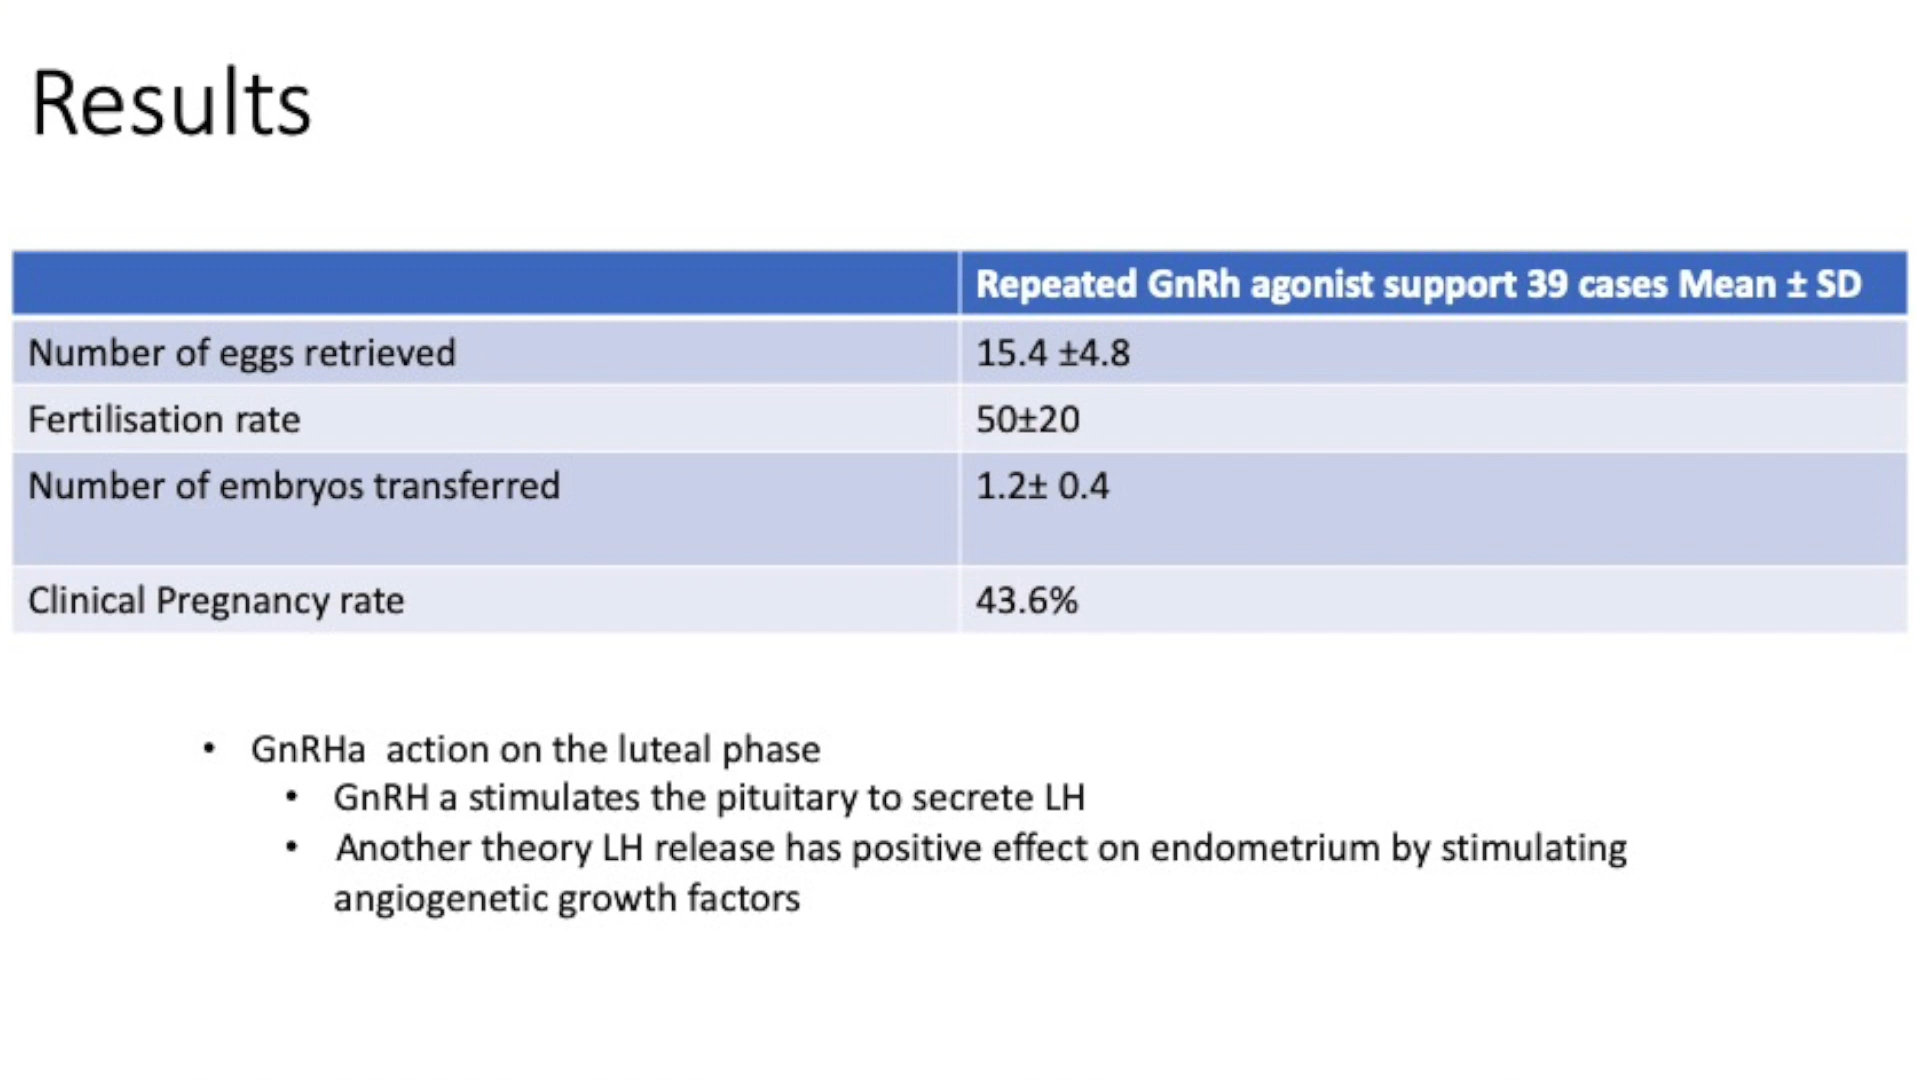 Results
Repeated GnRh agonist support 39 cases Mean ± SD
Number of eggs retrieved 15.4 ±4.8
Fertilisation rate 50±20
Number of embryos transferred 1.2± 0.4
Clinical Pregnancy rate 43.6%
• GnRHa action on the luteal phase
• GnRH a stimulates the pituitary to secrete LH
• Another theory LH release has positive effect on endometrium by stimulating
angiogenetic growth factors